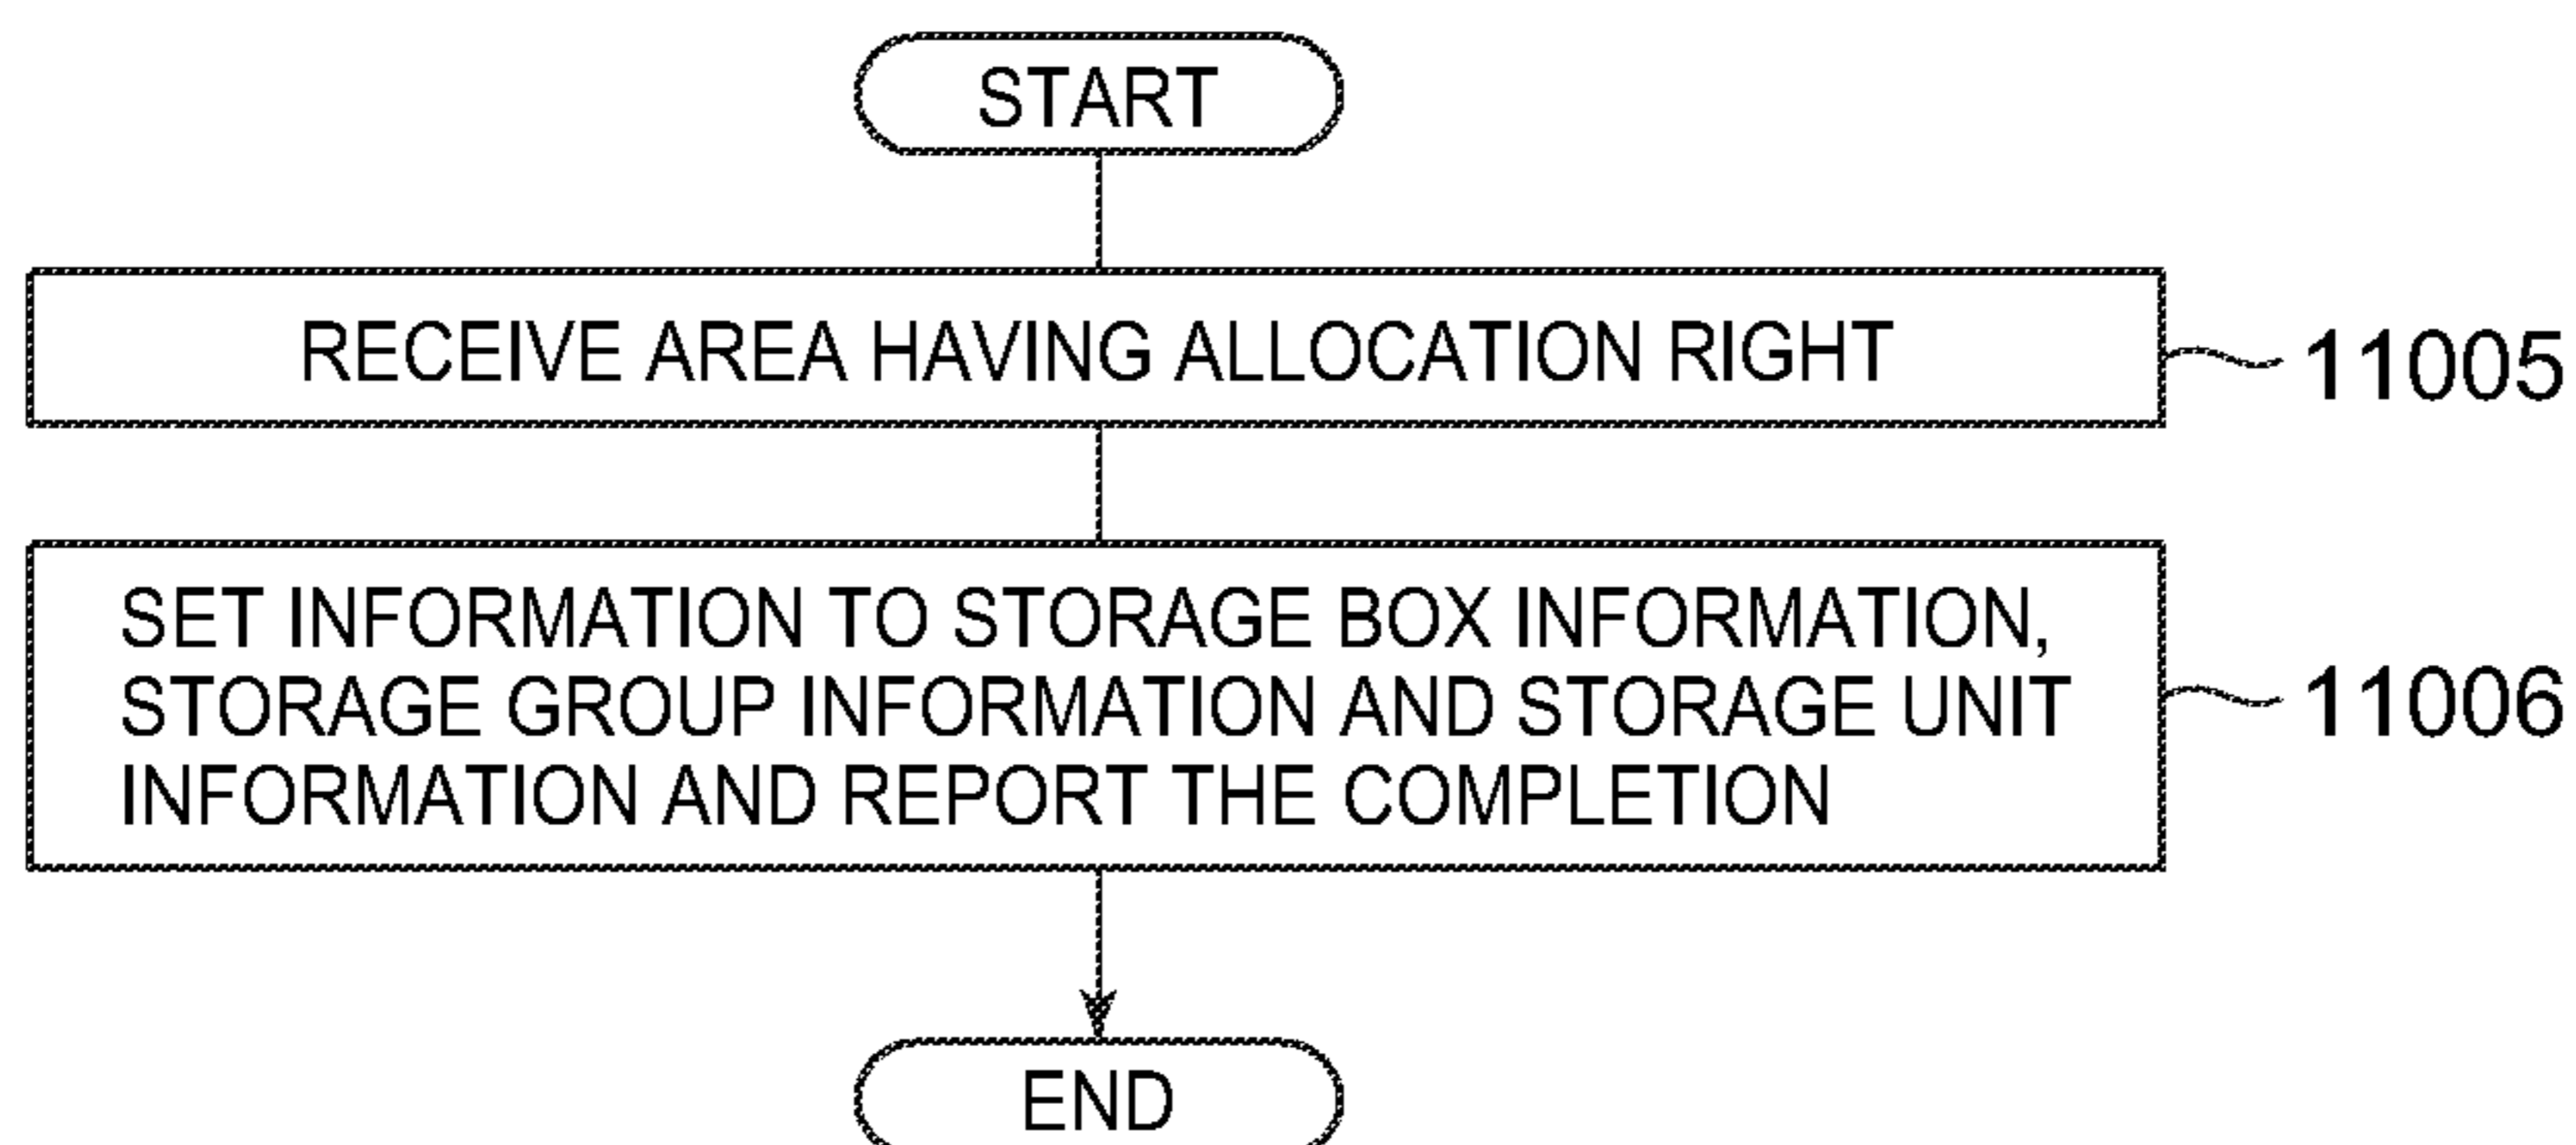 START
RECEIVE AREA HAVING ALLOCATION RIGHT
11005
SET INFORMATION TO STORAGE BOX INFORMATION,
STORAGE GROUP INFORMATION AND STORAGE UNIT
INFORMATION AND REPORT THE COMPLETION
11006
END